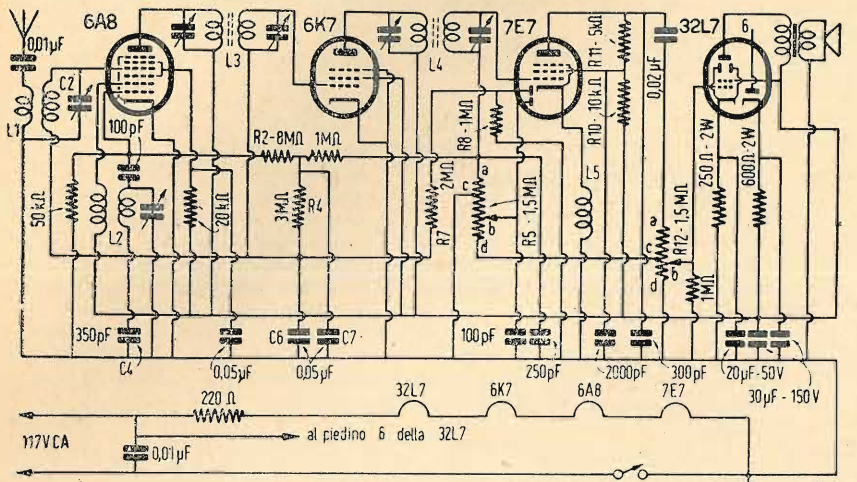 6A8
6K7
7E7
32L7
6
0,01µF
C2
L1
L3
L4
100pF
50kΩ
L2
20kΩ
R2-8MΩ
1MΩ
3MΩ
R4
R7
2MΩ
R8-1MΩ
a
c
b
d
R5-1,5MΩ
L5
R11-5kΩ
R10-10kΩ
0,02µF
a
c
b
d
R12-1,5MΩ
1MΩ
250Ω-2W
600Ω-2W
350pF
C4
0,05µF
C6
C7
0,05µF
100pF
250pF
2000pF
300pF
20µF-50V
30µF-150V
220Ω
32L7
6K7
6A8
7E7
117VCA
al piedino 6 della 32L7
0,01µF